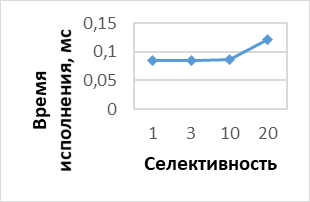 0,15
0,1
0,05
0
Время
исполнения, мс
1 3 10 20
Селективность